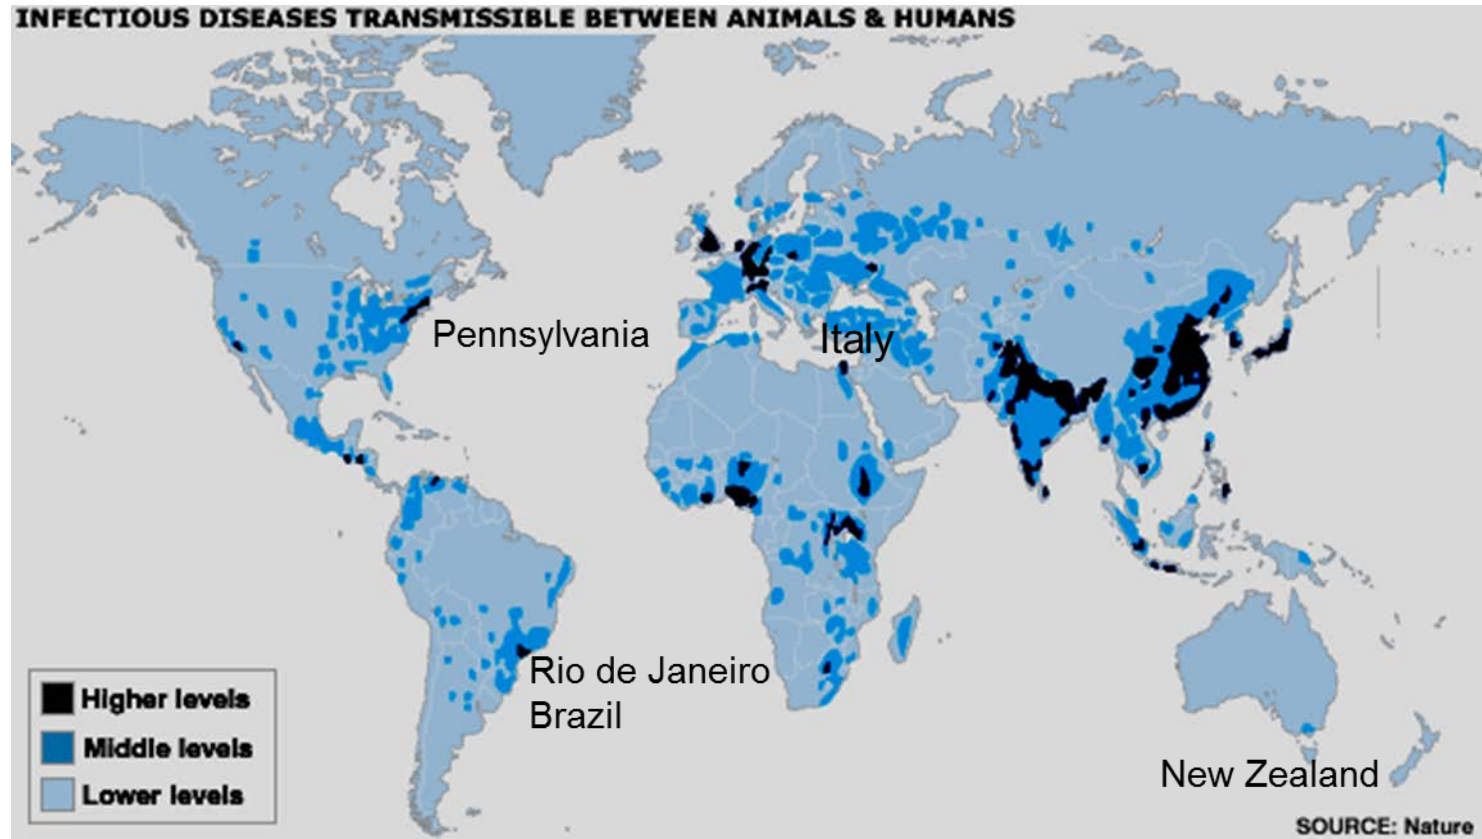 INFECTIOUS DISEASES TRANSMISSIBLE BETWEEN ANIMALS & HUMANS
Pennsylvania
Italy
Rio de Janeiro
Brazil
Higher levels
Middle levels
Lower levels
New Zealand
SOURCE: Nature